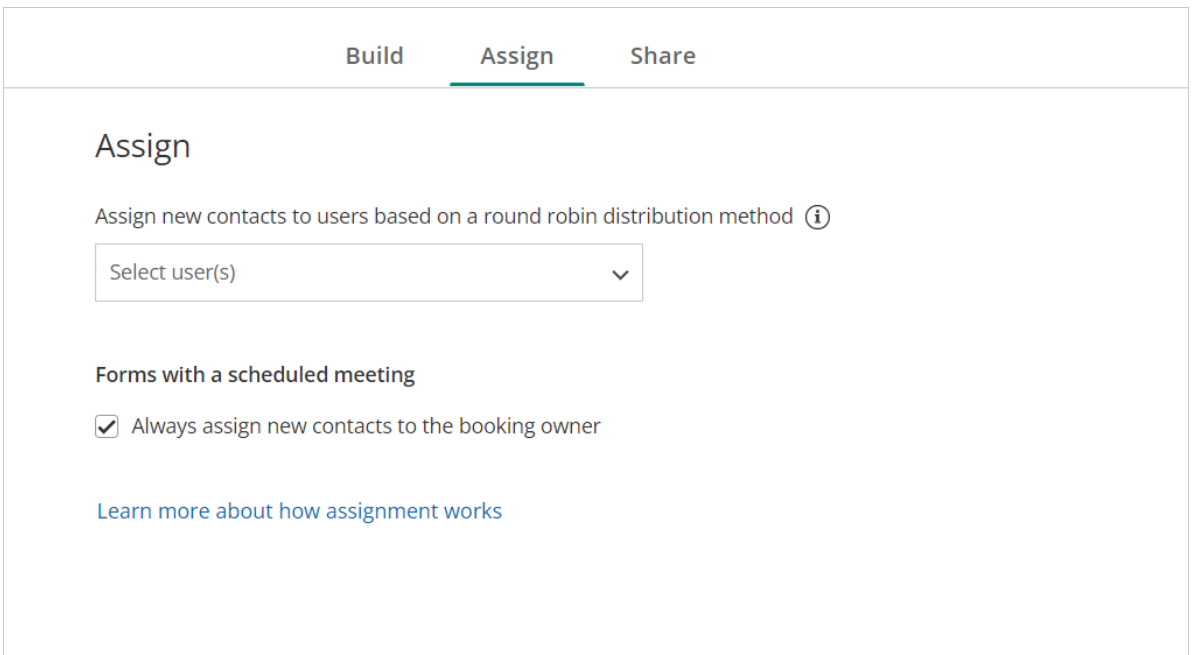 Build Assign Share
Assign
Assign new contacts to users based on a round robin distribution method
Select user(s)
Forms with a scheduled meeting
Always assign new contacts to the booking owner
Learn more about how assignment works